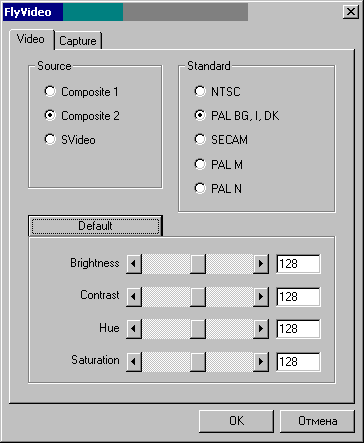 FlyVideo
Video Capture
Source
Composite 1
Composite 2
SVideo
Standard
NTSC
PAL BG, I, DK
SECAM
PAL M
PAL N
Default
Brightness 128
Contrast 128
Hue 128
Saturation 128
OK Отмена